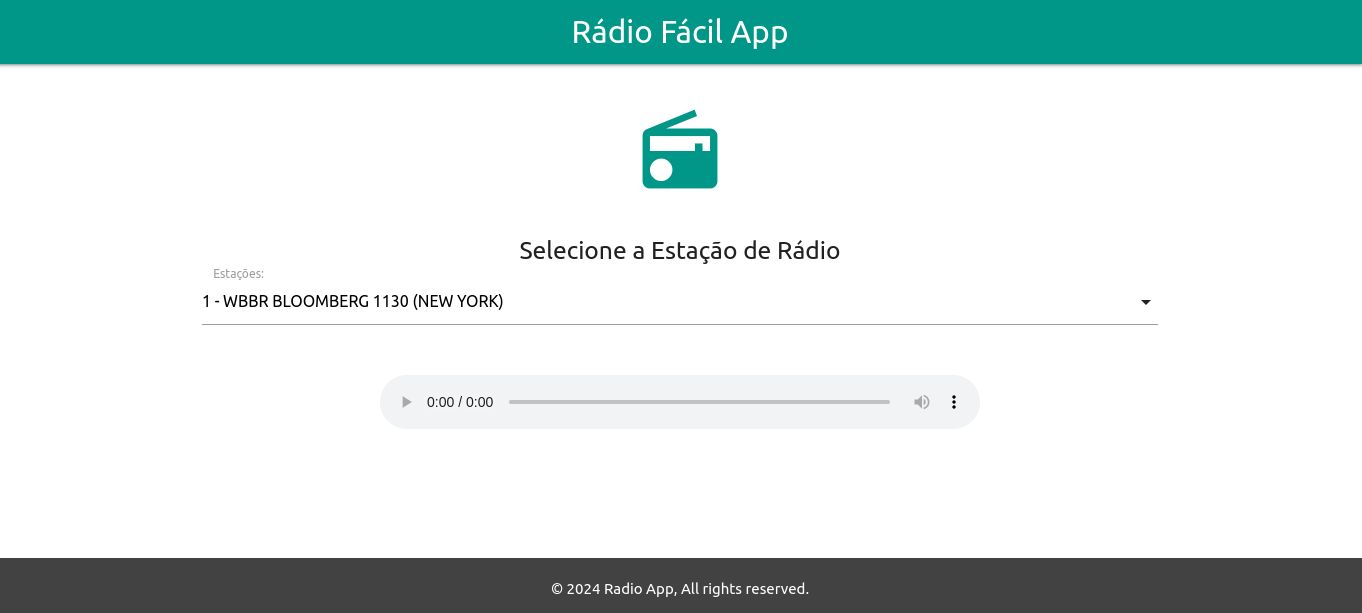 Rádio Fácil App
Selecione a Estação de Rádio
Estações:
1 - WBBR BLOOMBERG 1130 (NEW YORK)
0:00 / 0:00
© 2024 Radio App, All rights reserved.